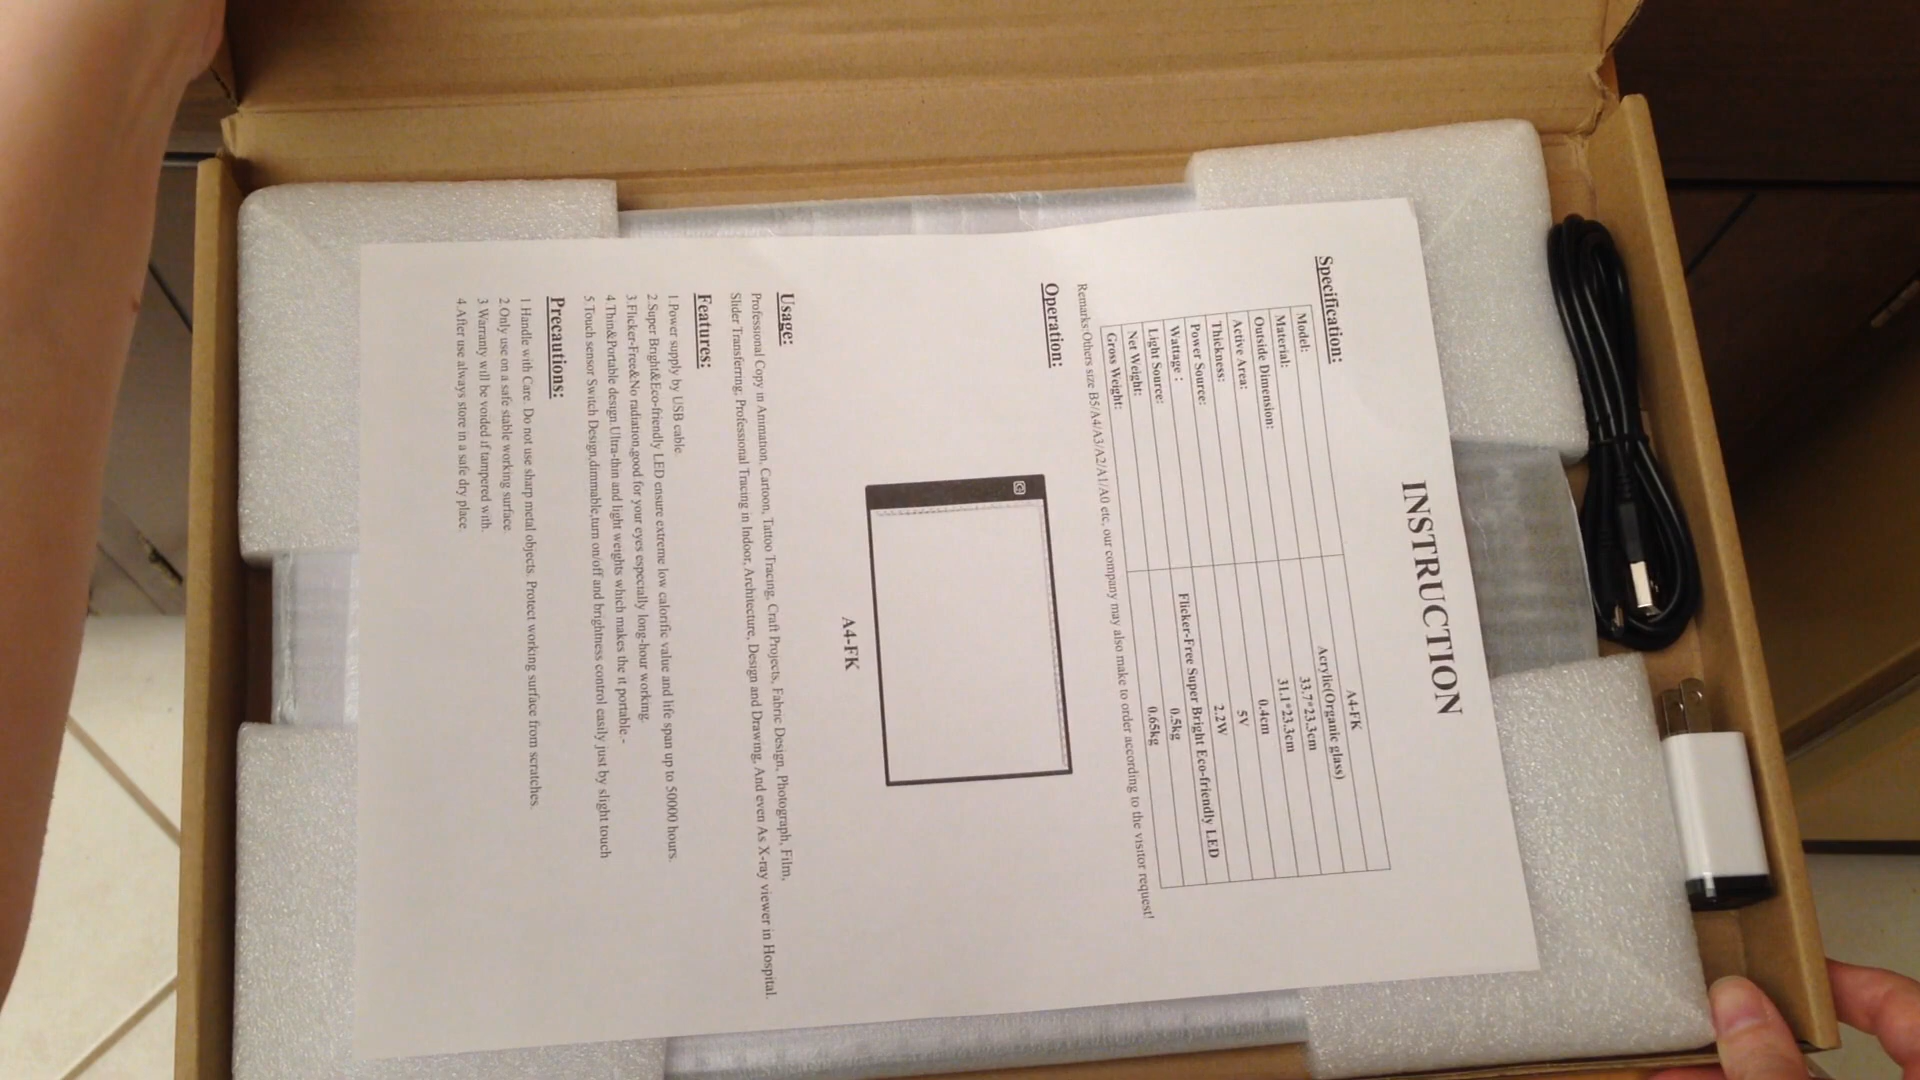 INSTRUCTION
Specification:
Model: A4-FK
Material: Acrylic(Organic glass)
Outside Dimension: 33.7*23.3cm
Active Area: 31.1*23.3cm
Thickness: 0.4cm
Power Source: 5V
Wattage : 2.2W
Light Source: Flicker-Free Super Bright Eco-friendly LED
Net Weight: 0.5kg
Gross Weight: 0.65kg
Remarks:Others size B5/A4/A3/A2/A1/A0 etc, our company may also make to order according to the visitor request!
Operation:
A4-FK
Usage:
Professional Copy in Animation, Cartoon, Tattoo Tracing, Craft Projects, Fabric Design, Photograph, Film,
Slider Transferring, Professional Tracing in Indoor, Architecture, Design and Drawing, And even As X-ray viewer in Hospital.
Features:
1.Power supply by USB cable.
2.Super Bright&Eco-friendly LED ensure extreme low calorific value and life span up to 50000 hours.
3.Flicker-Free&No radiation,good for your eyes especially long-hour working.
4.Thin&Portable design.Ultra-thin and light weights which makes the it portable.-
5.Touch sensor Switch Design,dimmable,turn on/off and brightness control easily just by slight touch
Precautions:
1.Handle with Care. Do not use sharp metal objects. Protect working surface from scratches.
2.Only use on a safe stable working surface.
3.Warranty will be voided if tampered with.
4.After use always store in a safe dry place.